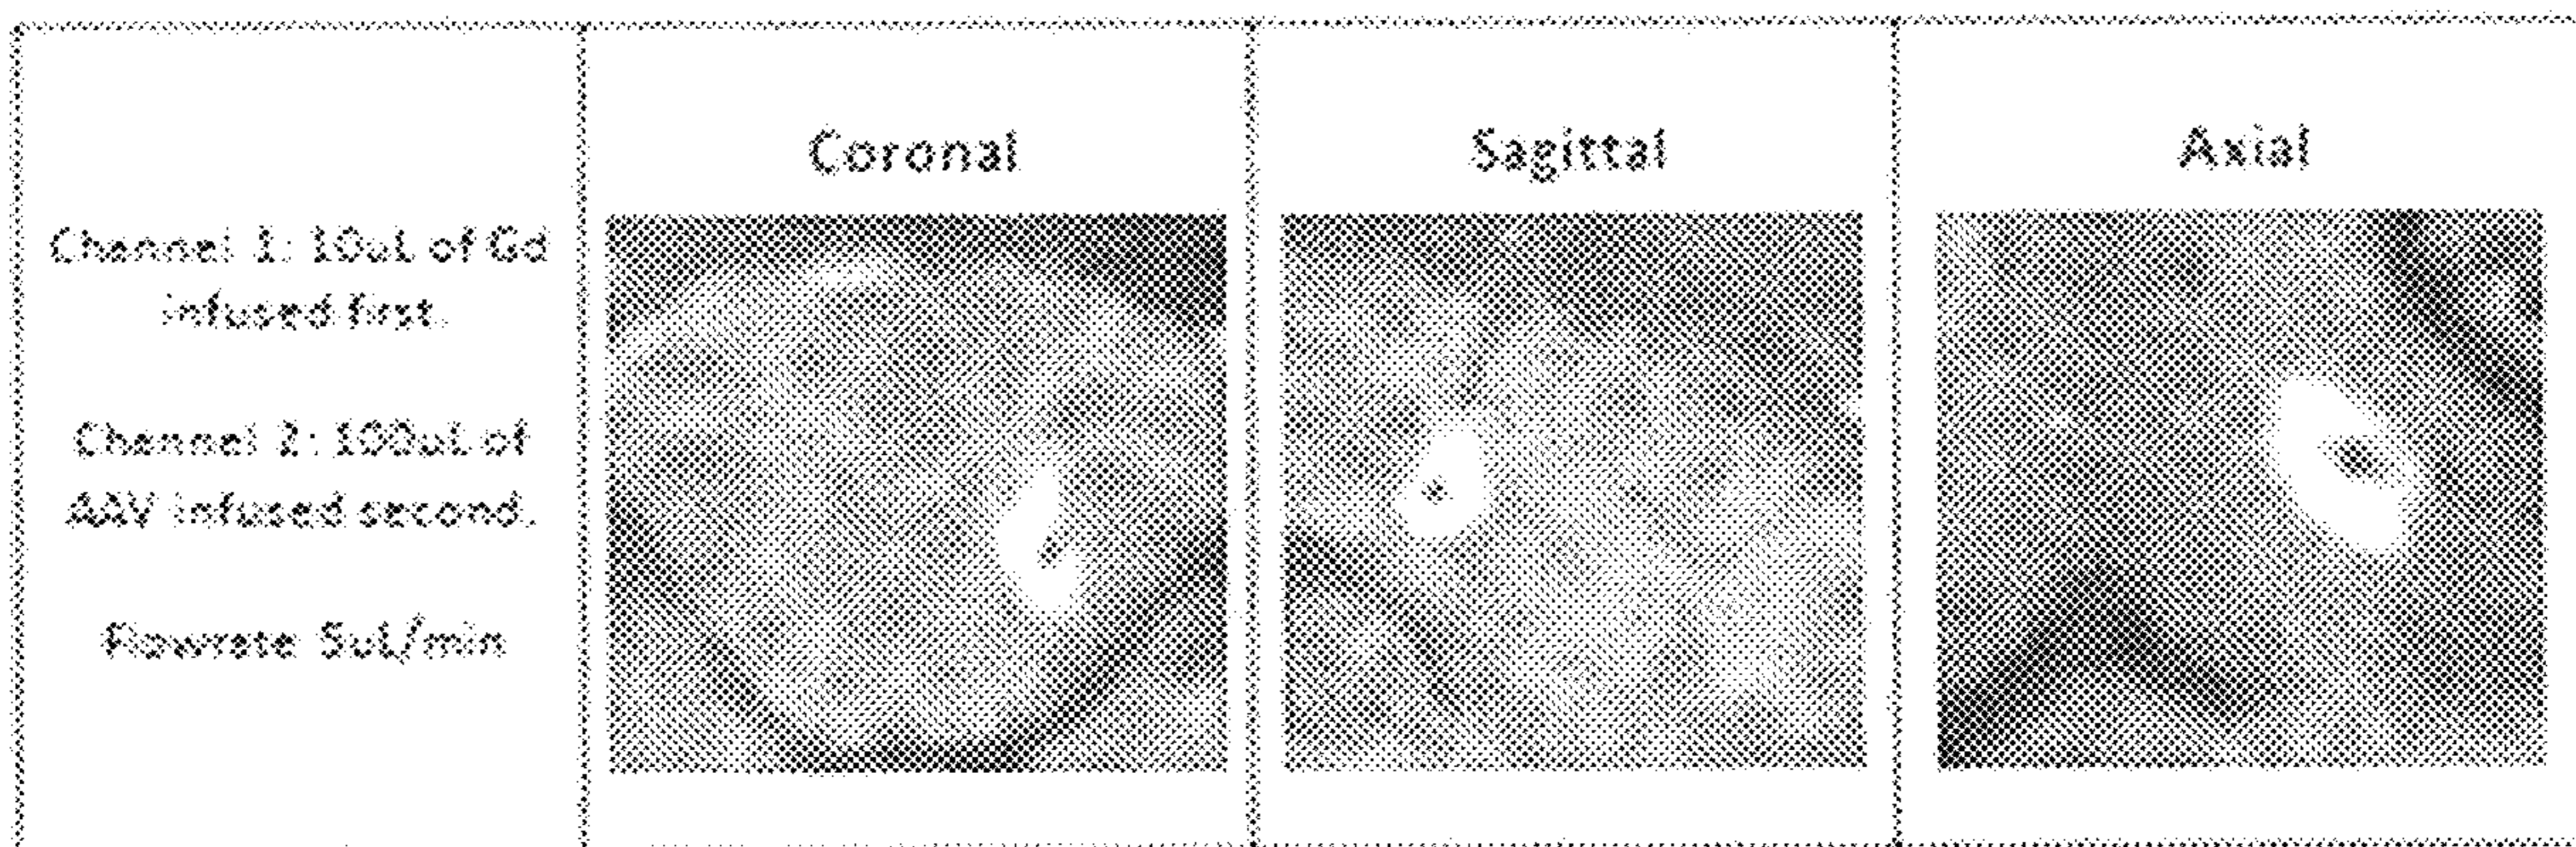 Channel 1: 10uL of Gd
infused first.
Channel 2: 100uL of
AAV infused second.
Flowrate 5uL/min
Coronal
Sagittal
Axial